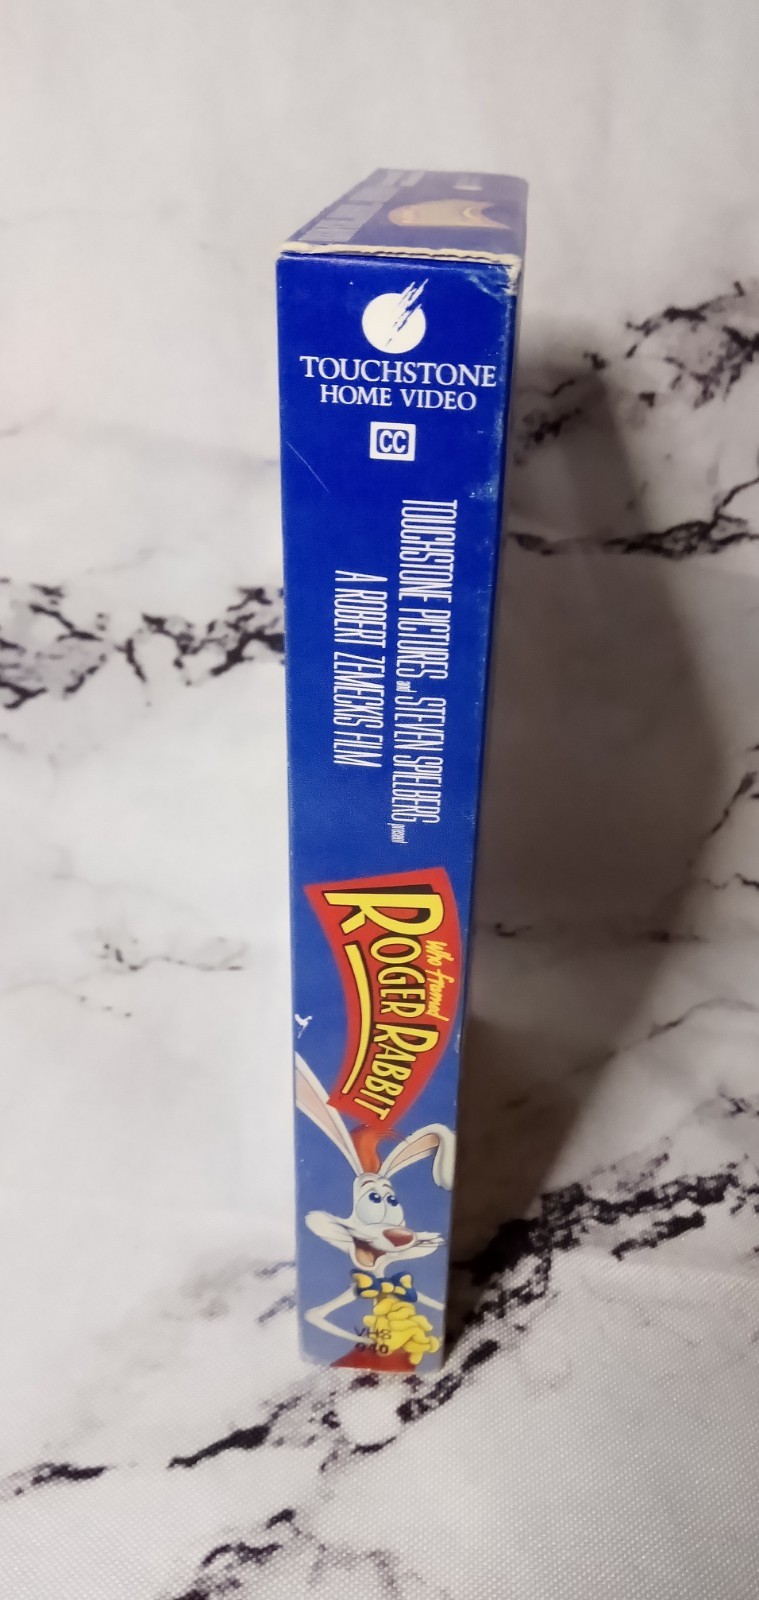 TOUCHSTONE
HOME VIDEO
CC
TOUCHSTONE PICTURES and STEVEN SPIELBERG present
A ROBERT ZEMECKIS FILM
Who framed
ROGER RABBIT
VHS
940